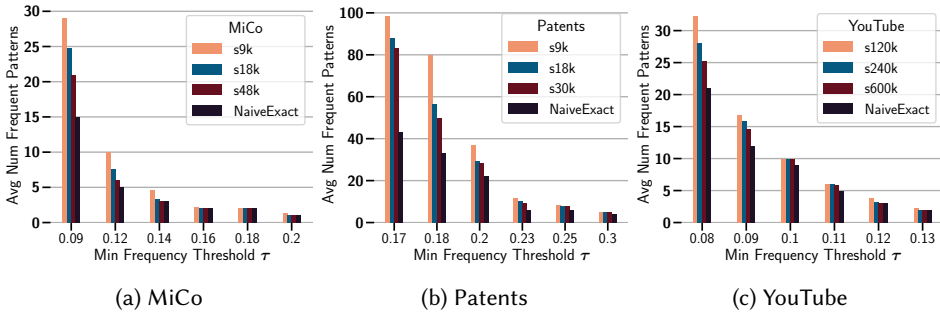 Avg Num Frequent Patterns
30
25
20
15
10
5
0
MiCo
s9k
s18k
s48k
NaiveExact
0.09 0.12 0.14 0.16 0.18 0.2
Min Frequency Threshold τ
(a) MiCo
Avg Num Frequent Patterns
100
80
60
40
20
0
Patents
s9k
s18k
s30k
NaiveExact
0.17 0.18 0.2 0.23 0.25 0.3
Min Frequency Threshold τ
(b) Patents
Avg Num Frequent Patterns
30
25
20
15
10
5
0
YouTube
s120k
s240k
s600k
NaiveExact
0.08 0.09 0.1 0.11 0.12 0.13
Min Frequency Threshold τ
(c) YouTube